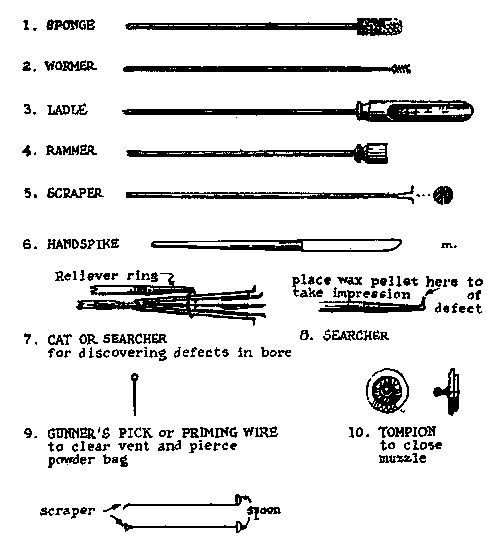 1. SPONGE
2. WORMER
3. LADLE
4. RAMMER
5. SCRAPER
6. HANDSPIKE
m.
Reliever ring
place wax pellet here to
take impression of
defect
7. CAT OR SEARCHER
for discovering defects in bore
8. SEARCHER
9. GUNNER'S PICK or PRIMING WIRE
to clear vent and pierce
powder bag
10. TOMPION
to close
muzzle
scraper
spoon